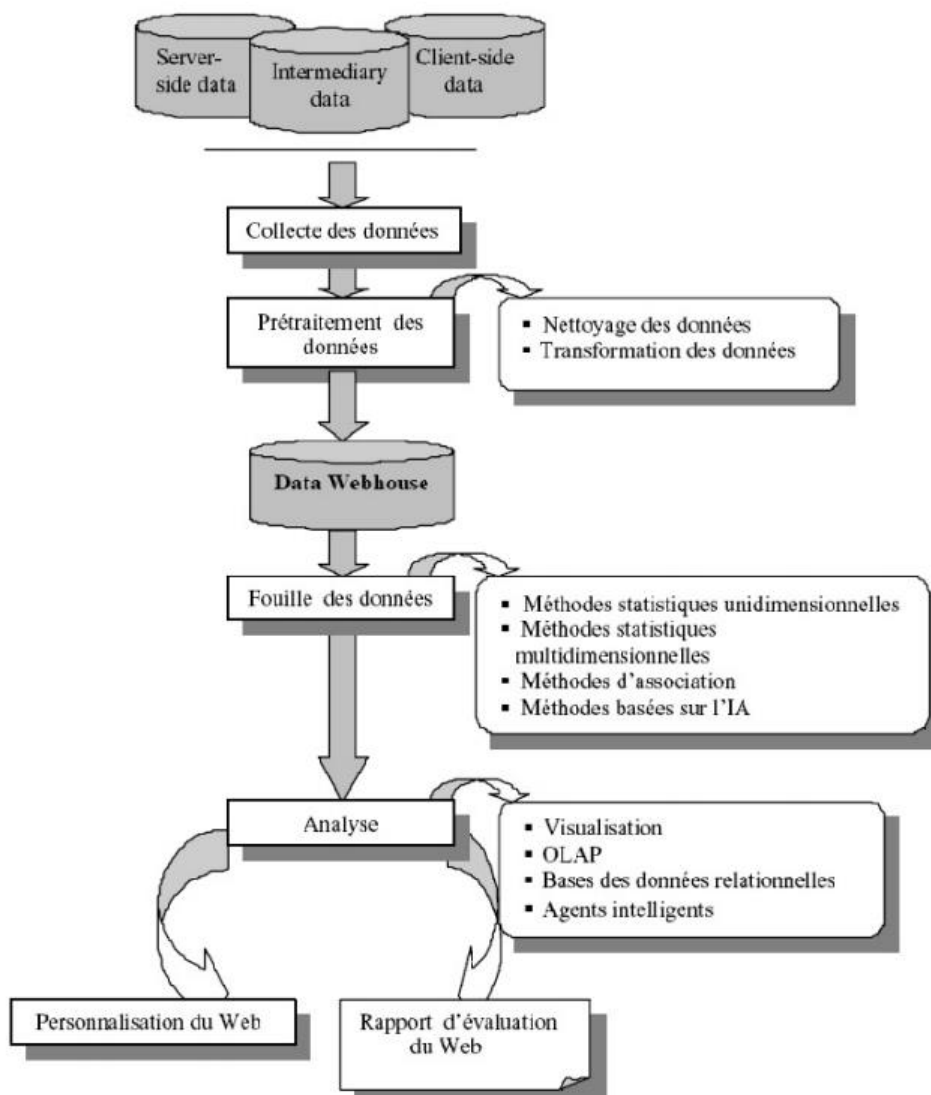 Server-
side data
Intermediary
data
Client-side
data
Collecte des données
Prétraitement des
données
▪ Nettoyage des données
▪ Transformation des données
Data Webhouse
Fouille des données
▪ Méthodes statistiques unidimensionnelles
▪ Méthodes statistiques
multidimensionnelles
▪ Méthodes d'association
▪ Méthodes basées sur l'IA
Analyse
▪ Visualisation
▪ OLAP
▪ Bases des données relationnelles
▪ Agents intelligents
Personnalisation du Web
Rapport d'évaluation
du Web